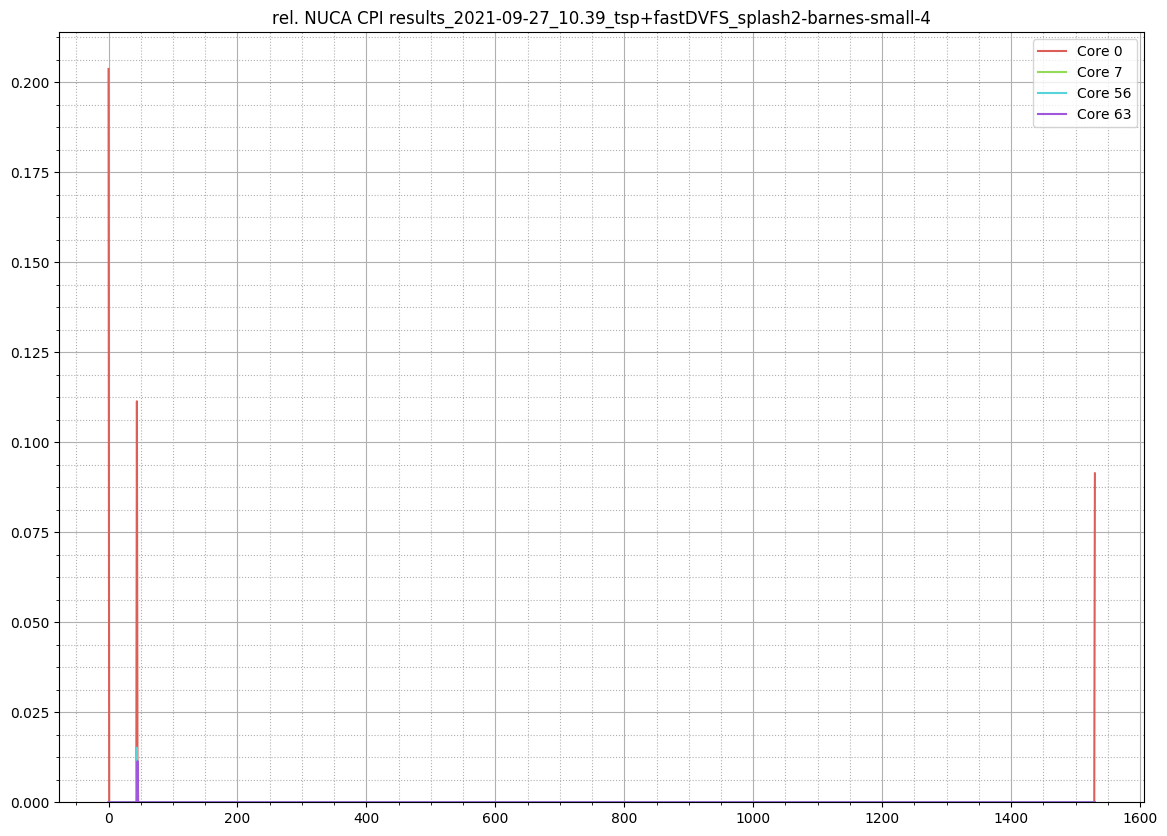 rel. NUCA CPI results_2021-09-27_10.39_tsp+fastDVFS_splash2-barnes-small-4
Core 0
Core 7
Core 56
Core 63
0.200
0.175
0.150
0.125
0.100
0.075
0.050
0.025
0.000
0 200 400 600 800 1000 1200 1400 1600